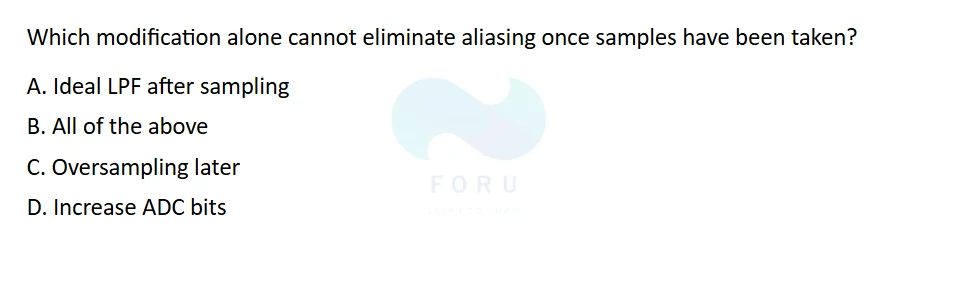 Which modification alone cannot eliminate aliasing once samples have been taken?
A. Ideal LPF after sampling
B. All of the above
C. Oversampling later
D. Increase ADC bits
FORU